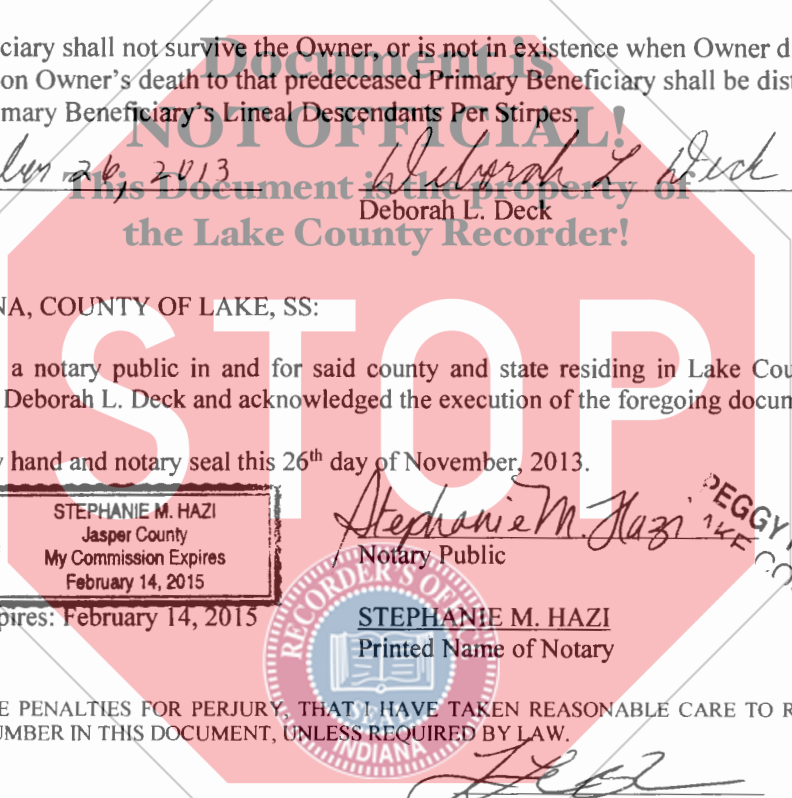 ciary shall not survive the Owner, or is not in existence when Owner d
on Owner's death to that predeceased Primary Beneficiary shall be dist
mary Beneficiary's Lineal Descendants Per Stirpes.
Document is
NOT OFFICIAL!
This Document is the property of
the Lake County Recorder!
26, 2013
Deborah L Deck
Deborah L. Deck
NA, COUNTY OF LAKE, SS:
STOP
a notary public in and for said county and state residing in Lake Cou
Deborah L. Deck and acknowledged the execution of the foregoing docum
y hand and notary seal this 26th day of November, 2013.
STEPHANIE M. HAZI
Jasper County
My Commission Expires
February 14, 2015
Stephanie M. Hazi
PEGGY
Notary Public
pires: February 14, 2015
STEPHANIE M. HAZI
Printed Name of Notary
RECORDER'S OFFICE
SEAL
INDIANA
E PENALTIES FOR PERJURY, THAT I HAVE TAKEN REASONABLE CARE TO R
UMBER IN THIS DOCUMENT, UNLESS REQUIRED BY LAW.